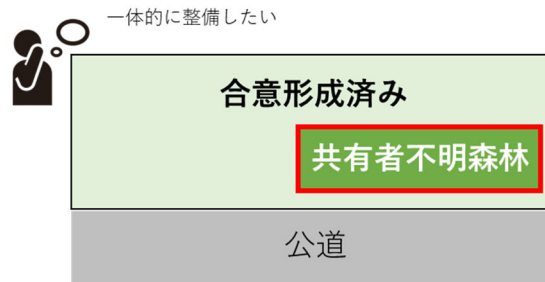 一体的に整備したい
合意形成済み
共有者不明森林
公道